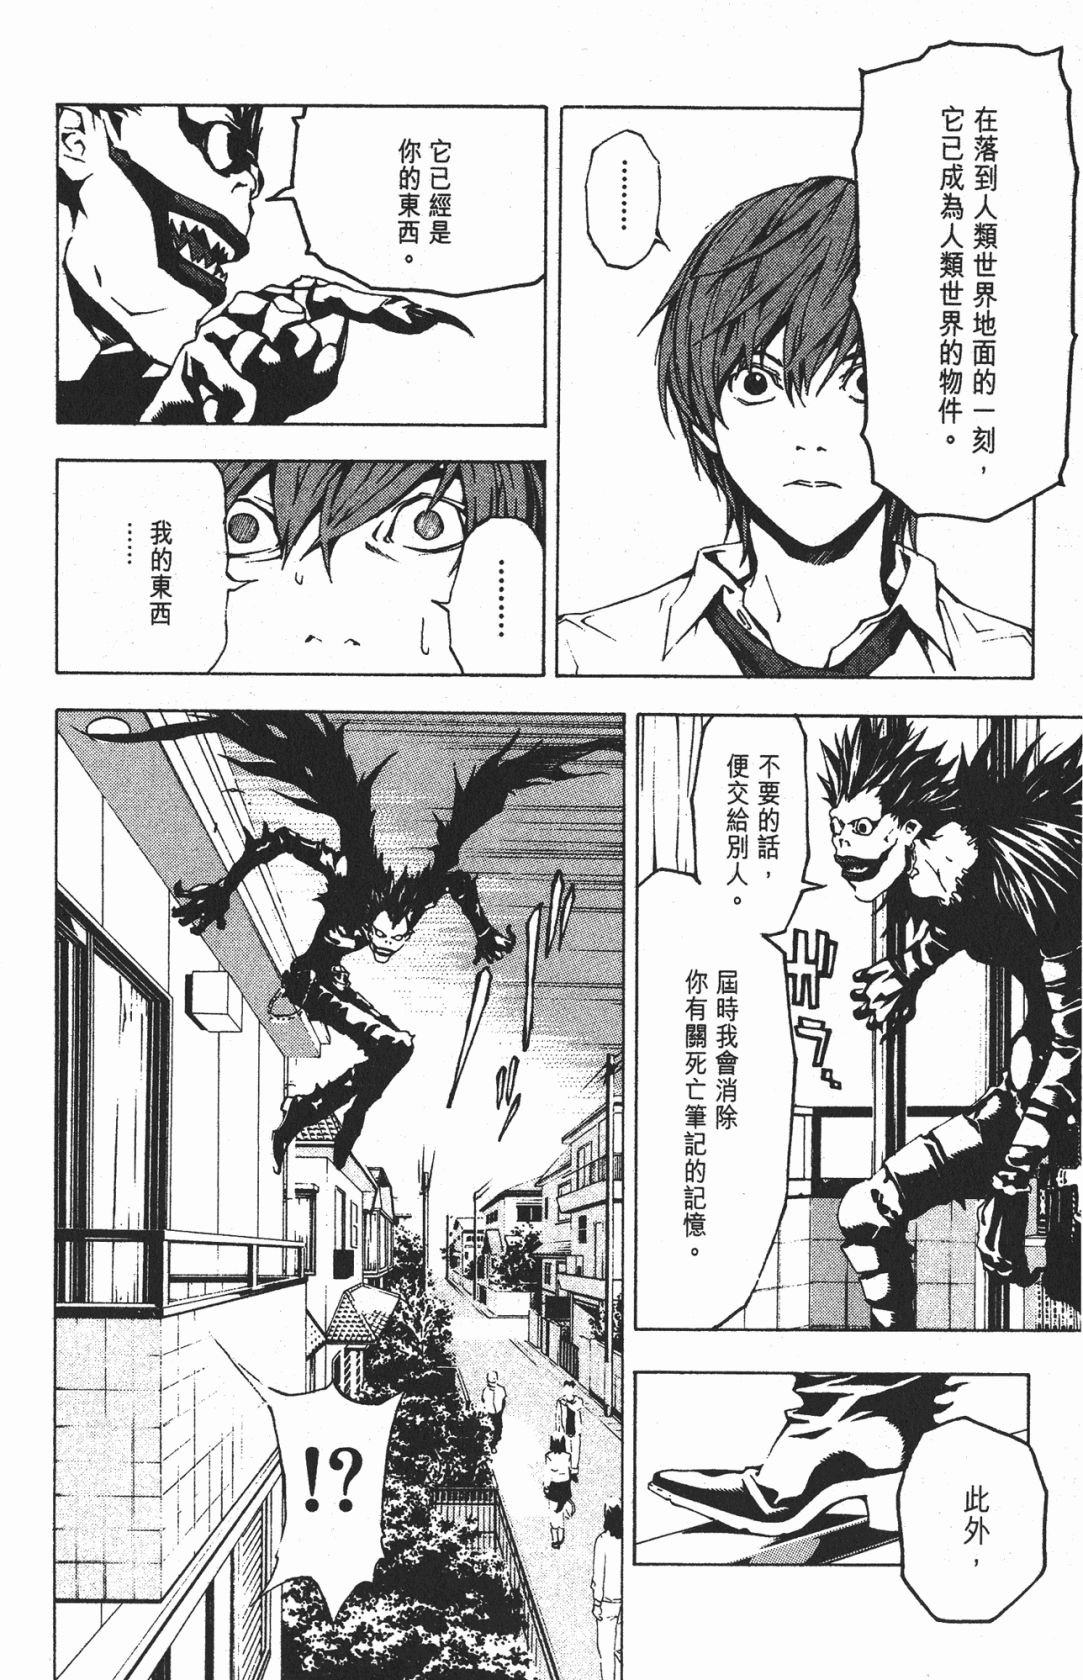 在落到人類世界地面的一刻，
它已成為人類世界的物件。
………
它已經是
你的東西。
………
我的東西
……
不要的話，
便交給別人。
屆時我會消除
你有關死亡筆記的記憶。
ギラ、
此外，
!?